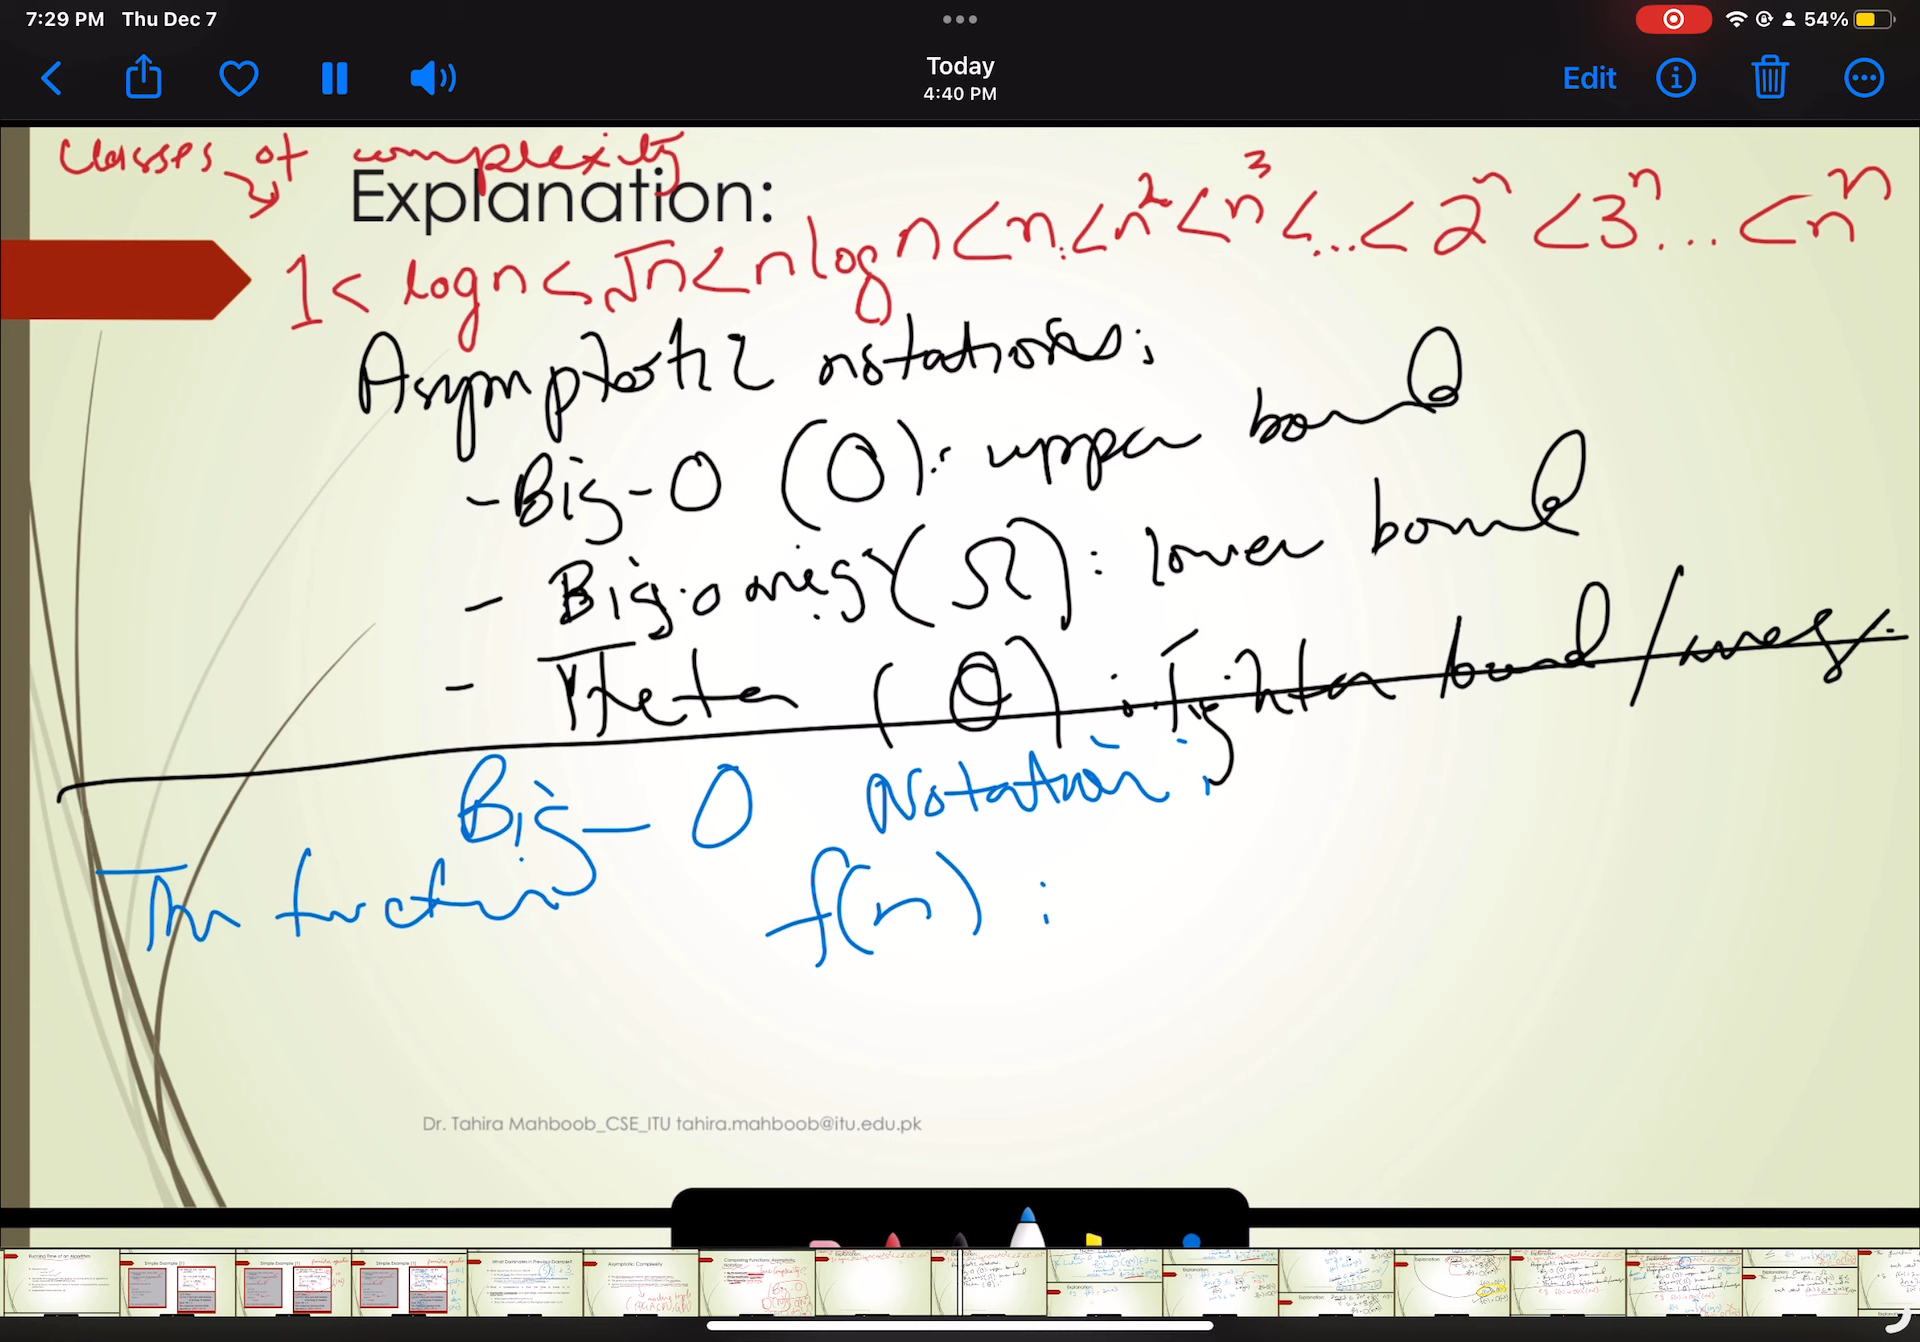 7:29 PM Thu Dec 7
54%
Today
4:40 PM
Edit
Classes of complexity
Explanation:
1 < log n < √n < n log n < n < n² < n³ < ... < 2ⁿ < 3ⁿ ... < nⁿ
Asymptotic notations:
- Big-O (O): upper bound
- Big-omega (Ω): lower bound
- Theta (θ): Tighter bound /
Big-O Notation:
The function f(n) :
Dr. Tahira Mahboob_CSE_ITU tahira.mahboob@itu.edu.pk